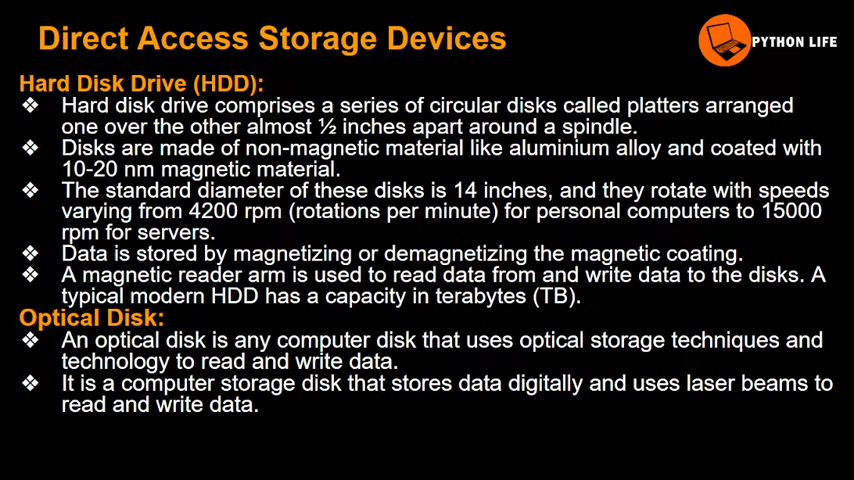 Direct Access Storage Devices
PYTHON LIFE
Hard Disk Drive (HDD):
❖ Hard disk drive comprises a series of circular disks called platters arranged
one over the other almost ½ inches apart around a spindle.
❖ Disks are made of non-magnetic material like aluminium alloy and coated with
10-20 nm magnetic material.
❖ The standard diameter of these disks is 14 inches, and they rotate with speeds
varying from 4200 rpm (rotations per minute) for personal computers to 15000
rpm for servers.
❖ Data is stored by magnetizing or demagnetizing the magnetic coating.
❖ A magnetic reader arm is used to read data from and write data to the disks. A
typical modern HDD has a capacity in terabytes (TB).
Optical Disk:
❖ An optical disk is any computer disk that uses optical storage techniques and
technology to read and write data.
❖ It is a computer storage disk that stores data digitally and uses laser beams to
read and write data.